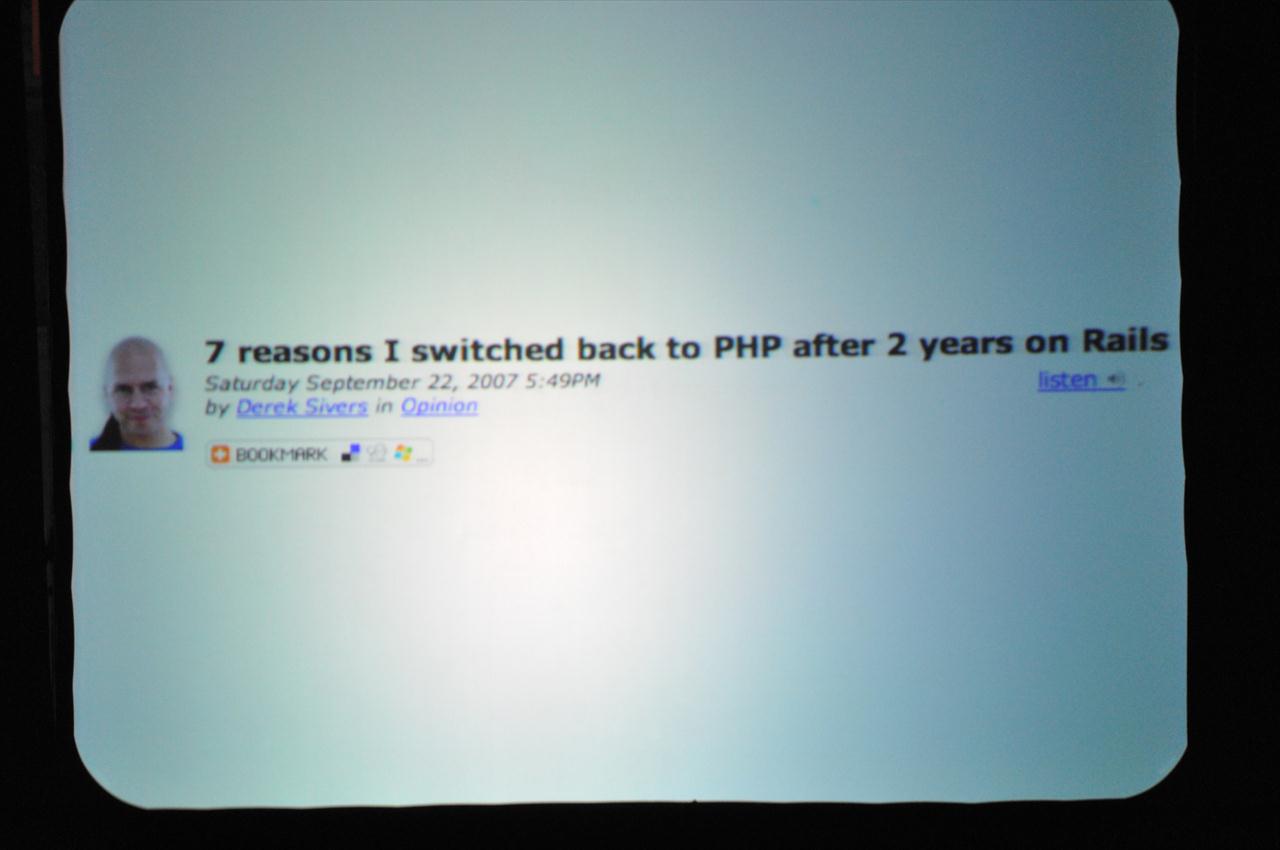 7 reasons I switched back to PHP after 2 years on Rails
Saturday September 22, 2007 5:49PM
listen
by Derek Sivers in Opinion
BOOKMARK ...